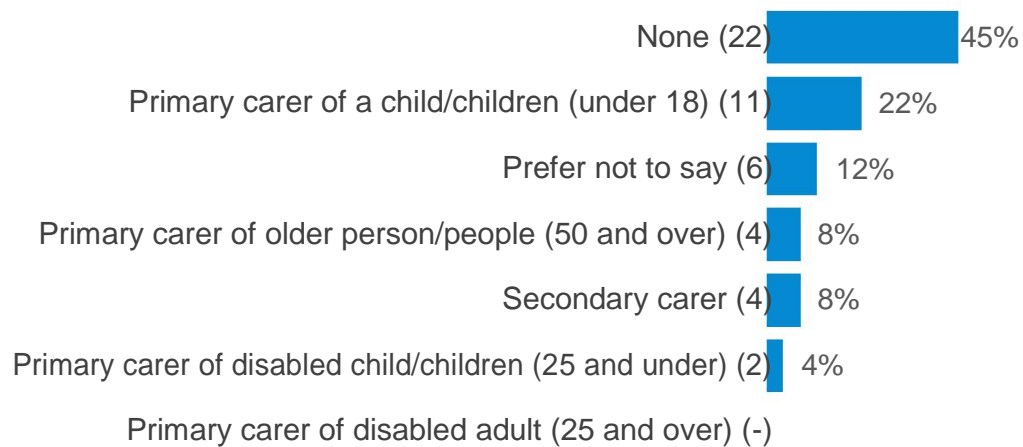 None (22) 45%
Primary carer of a child/children (under 18) (11) 22%
Prefer not to say (6) 12%
Primary carer of older person/people (50 and over) (4) 8%
Secondary carer (4) 8%
Primary carer of disabled child/children (25 and under) (2) 4%
Primary carer of disabled adult (25 and over) (-)